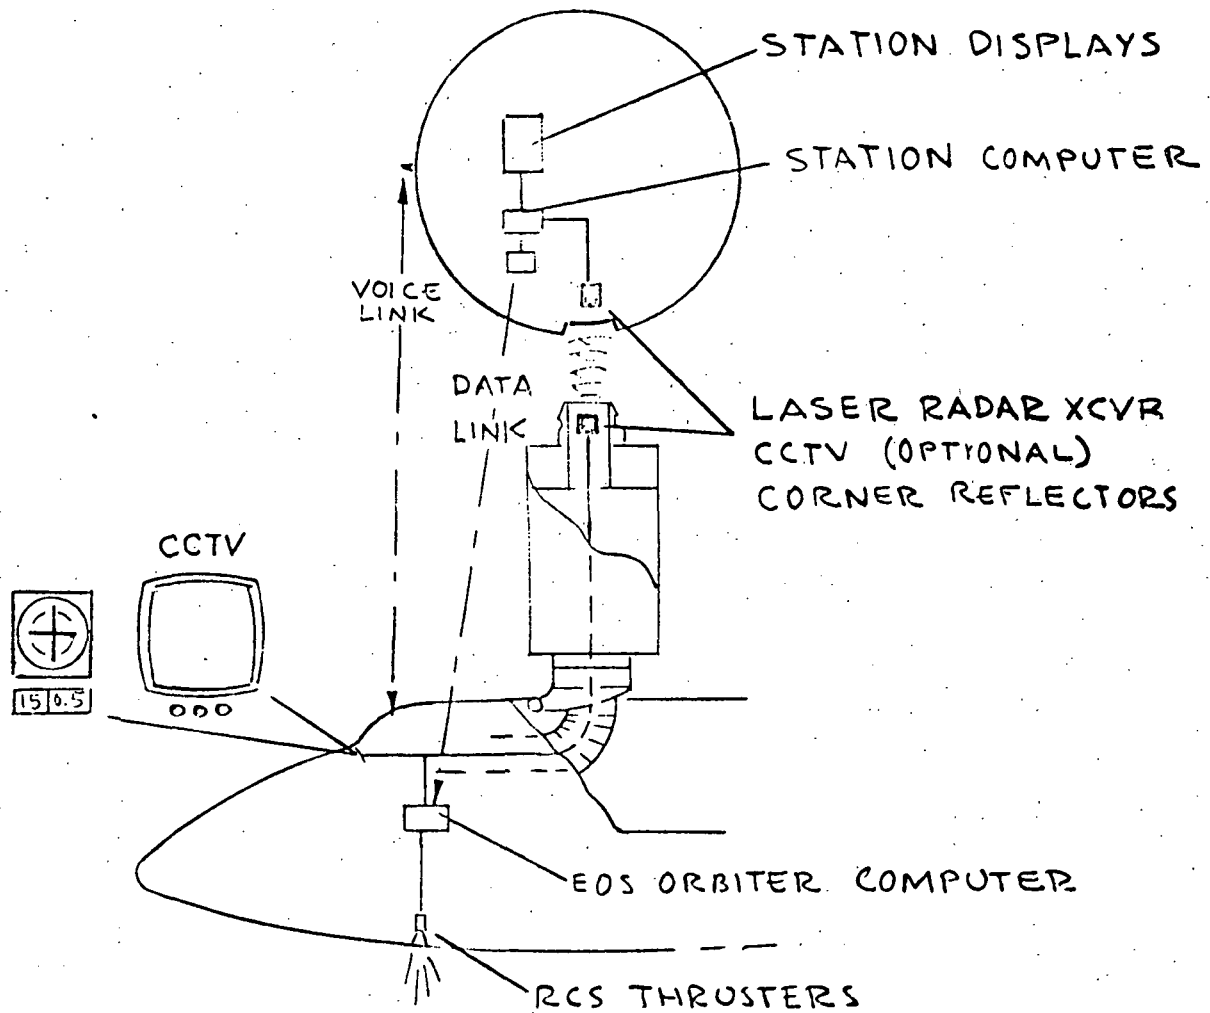 STATION DISPLAYS
STATION COMPUTER
VOICE
LINK
DATA
LINK
LASER RADAR XCVR
CCTV (OPTIONAL)
CORNER REFLECTORS
CCTV
15 0.5
EOS ORBITER COMPUTER
RCS THRUSTERS